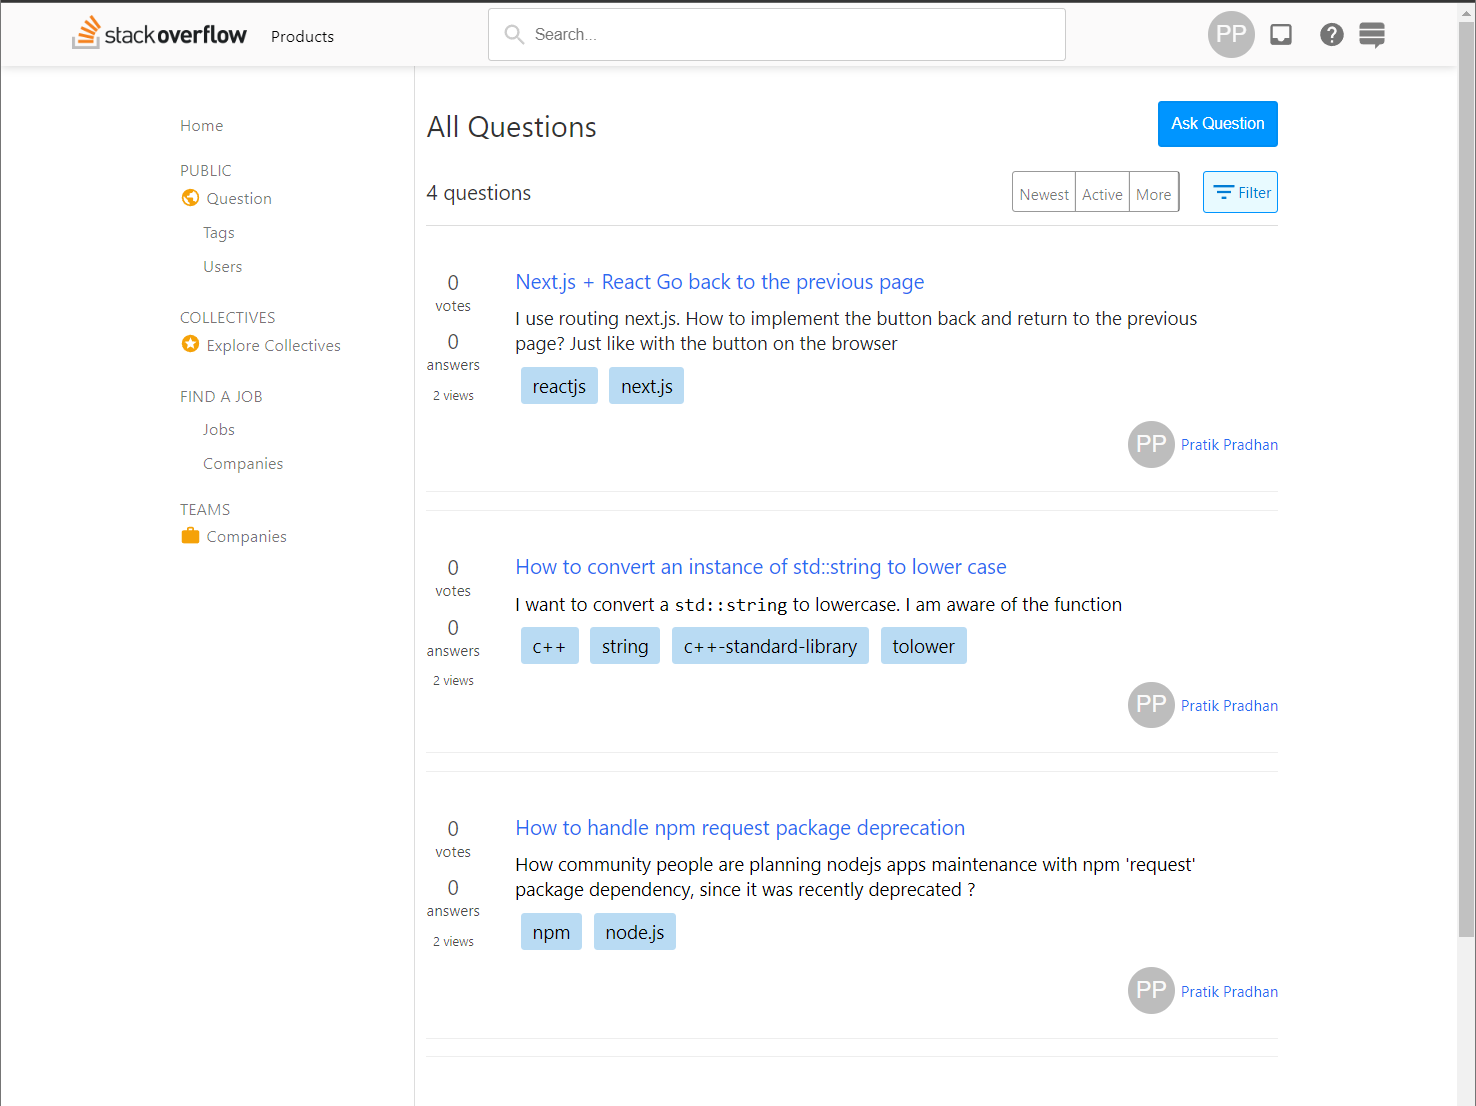 stackoverflow Products Search... PP
Home
PUBLIC
Question
Tags
Users
COLLECTIVES
Explore Collectives
FIND A JOB
Jobs
Companies
TEAMS
Companies
All Questions Ask Question
4 questions Newest Active More Filter
0
votes
0
answers
2 views
Next.js + React Go back to the previous page
I use routing next.js. How to implement the button back and return to the previous
page? Just like with the button on the browser
reactjs next.js
PP Pratik Pradhan
0
votes
0
answers
2 views
How to convert an instance of std::string to lower case
I want to convert a std::string to lowercase. I am aware of the function
c++ string c++-standard-library tolower
PP Pratik Pradhan
0
votes
0
answers
2 views
How to handle npm request package deprecation
How community people are planning nodejs apps maintenance with npm 'request'
package dependency, since it was recently deprecated ?
npm node.js
PP Pratik Pradhan